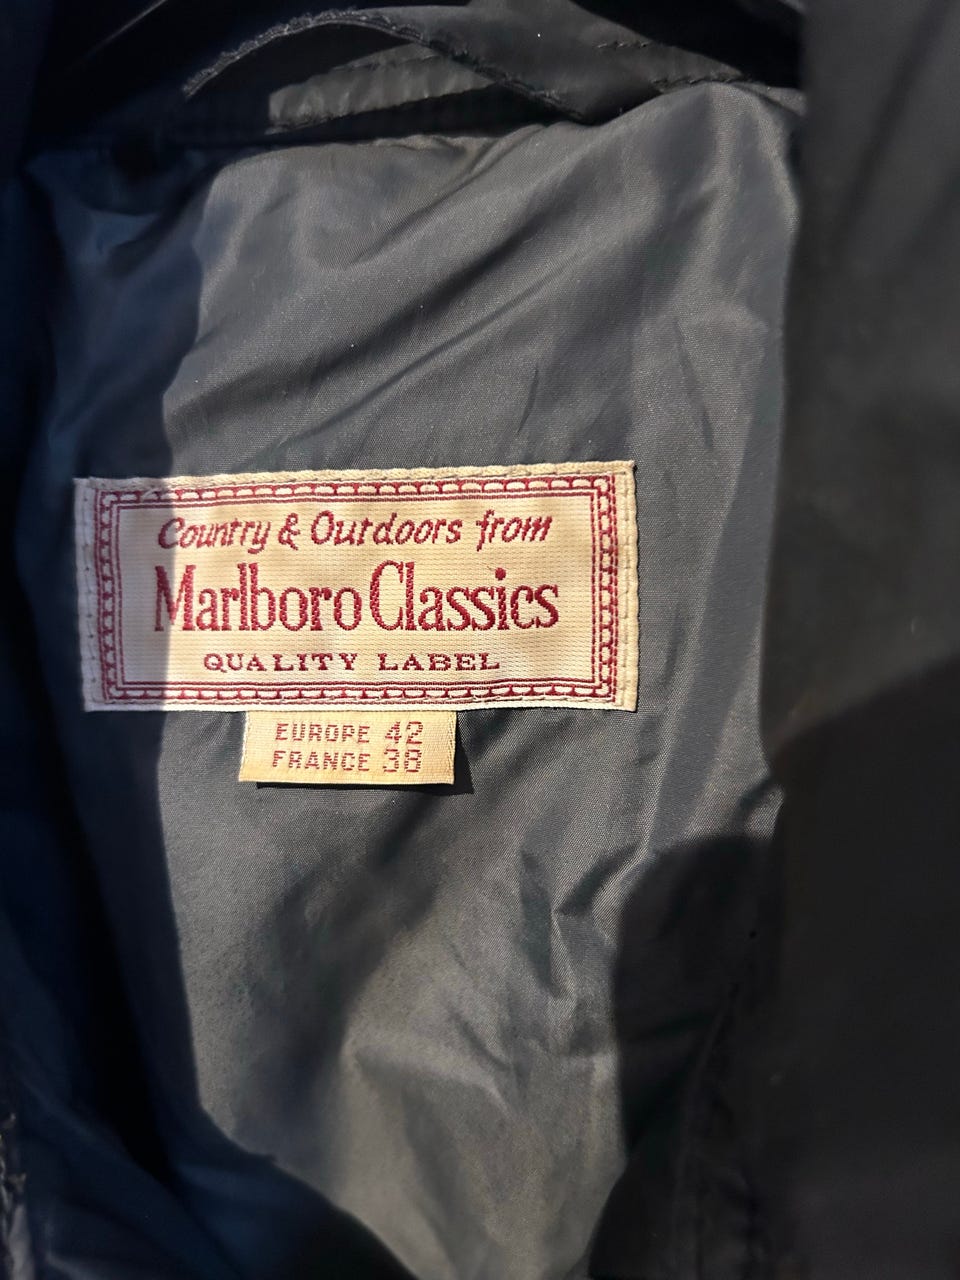 Country & Outdoors from
Marlboro Classics
QUALITY LABEL
EUROPE 42
FRANCE 38